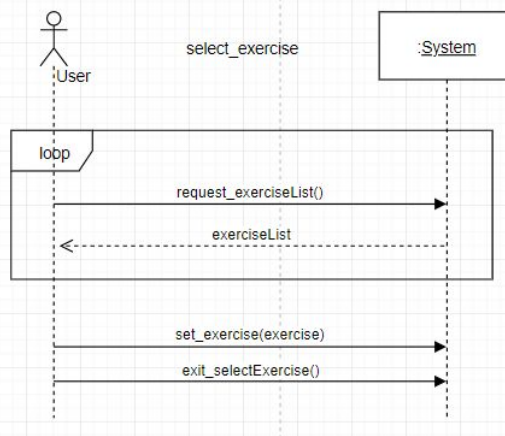 select_exercise
:System
User
loop
request_exerciseList()
exerciseList
set_exercise(exercise)
exit_selectExercise()